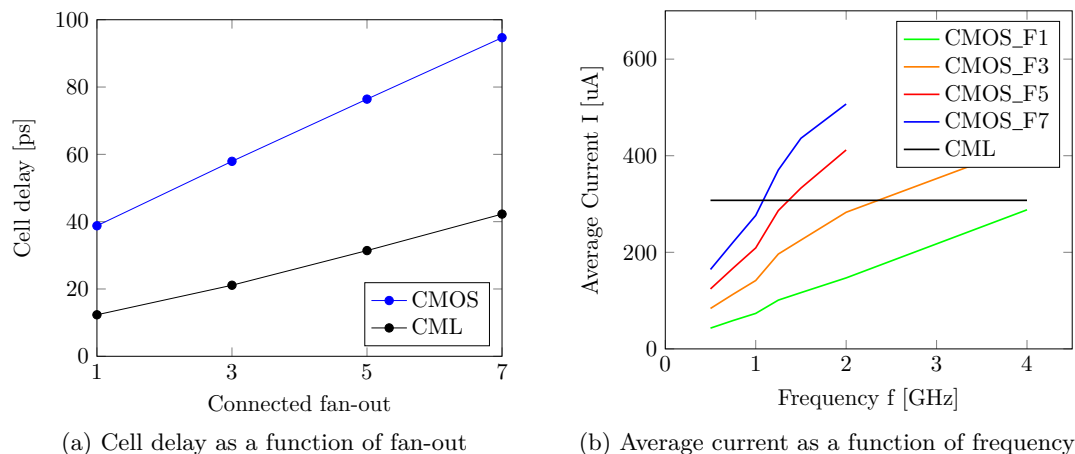 100
80
60
40
20
0
Cell delay [ps]
1 3 5 7
Connected fan-out
CMOS
CML
(a) Cell delay as a function of fan-out
600
400
200
0
Average Current I [uA]
0 1 2 3 4
Frequency f [GHz]
CMOS_F1
CMOS_F3
CMOS_F5
CMOS_F7
CML
(b) Average current as a function of frequency